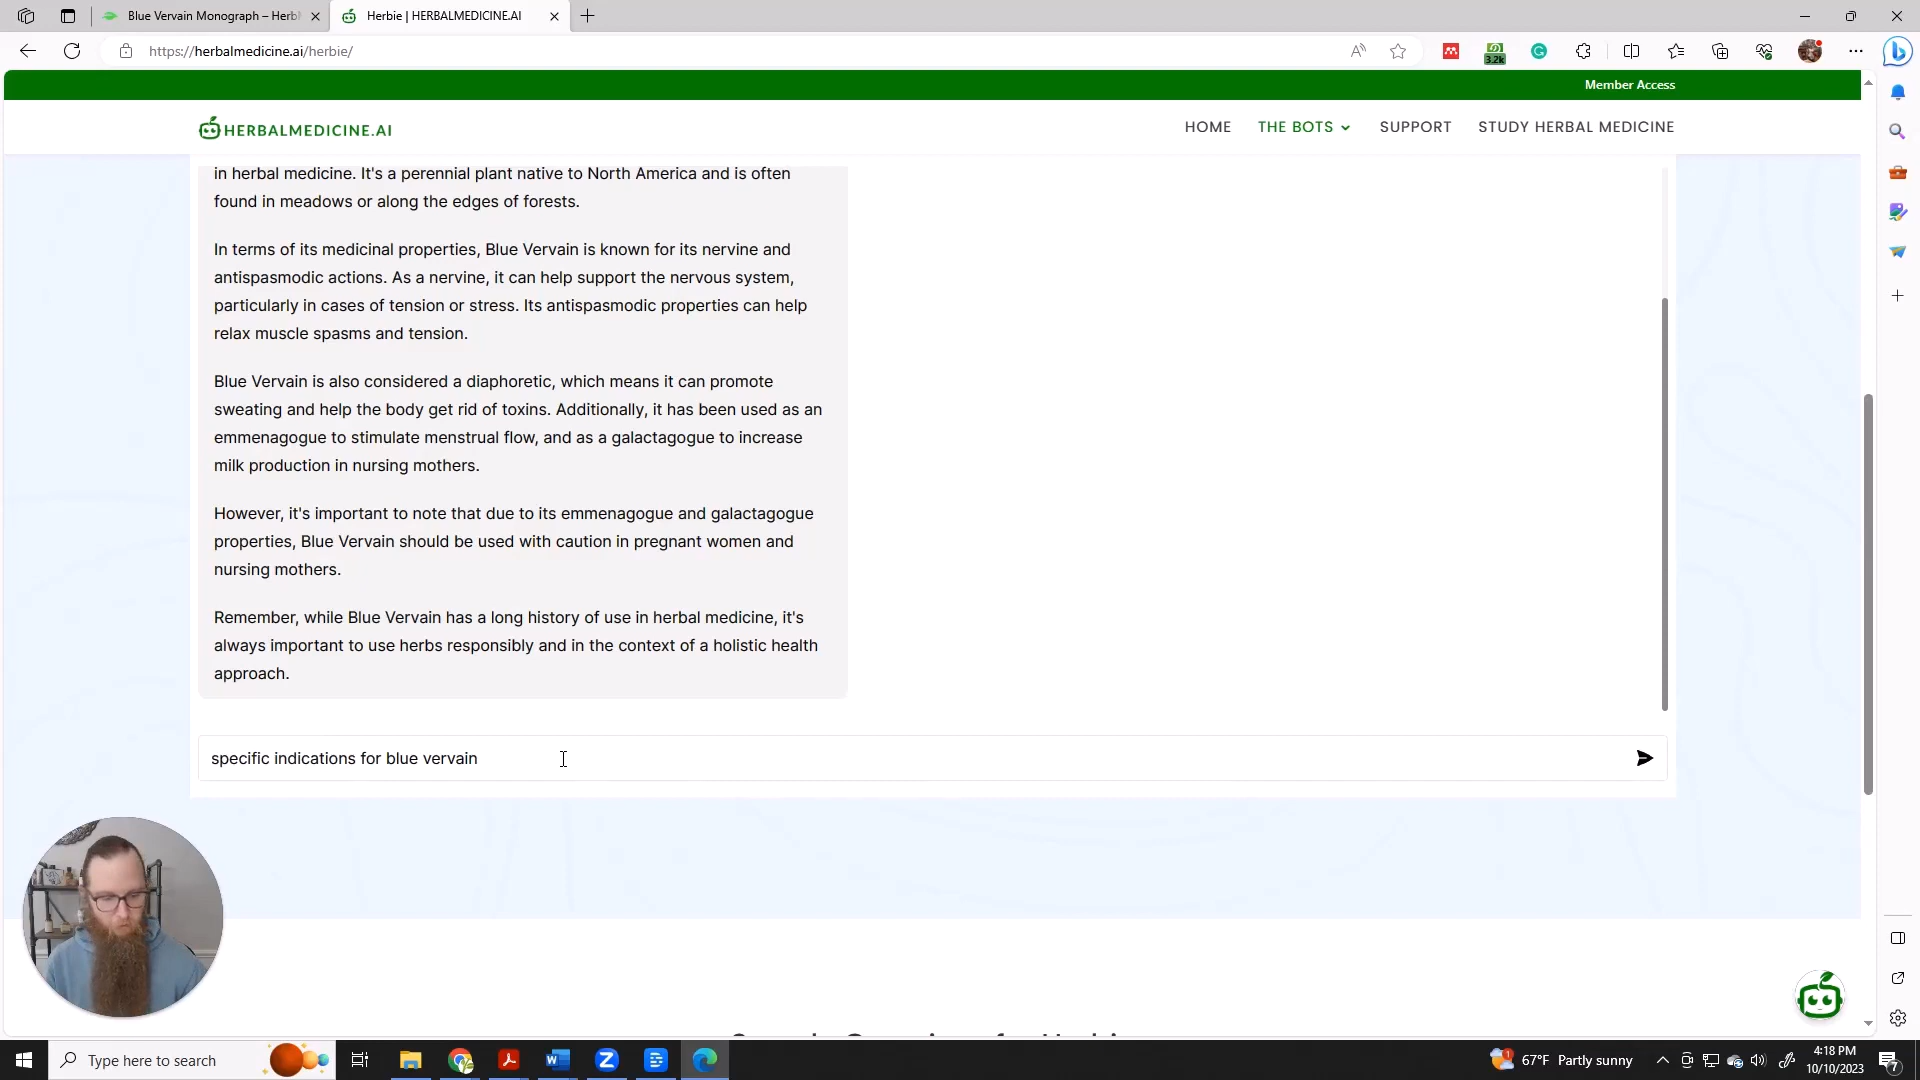 Blue Vervain Monograph – Herb
Herbie | HERBALMEDICINE.AI
https://herbalmedicine.ai/herbie/
3.2k
Member Access
HERBALMEDICINE.AI
HOME
THE BOTS
SUPPORT
STUDY HERBAL MEDICINE
in herbal medicine. It's a perennial plant native to North America and is often
found in meadows or along the edges of forests.
In terms of its medicinal properties, Blue Vervain is known for its nervine and
antispasmodic actions. As a nervine, it can help support the nervous system,
particularly in cases of tension or stress. Its antispasmodic properties can help
relax muscle spasms and tension.
Blue Vervain is also considered a diaphoretic, which means it can promote
sweating and help the body get rid of toxins. Additionally, it has been used as an
emmenagogue to stimulate menstrual flow, and as a galactagogue to increase
milk production in nursing mothers.
However, it's important to note that due to its emmenagogue and galactagogue
properties, Blue Vervain should be used with caution in pregnant women and
nursing mothers.
Remember, while Blue Vervain has a long history of use in herbal medicine, it's
always important to use herbs responsibly and in the context of a holistic health
approach.
specific indications for blue vervain
Type here to search
67°F Partly sunny
4:18 PM
10/10/2023
7